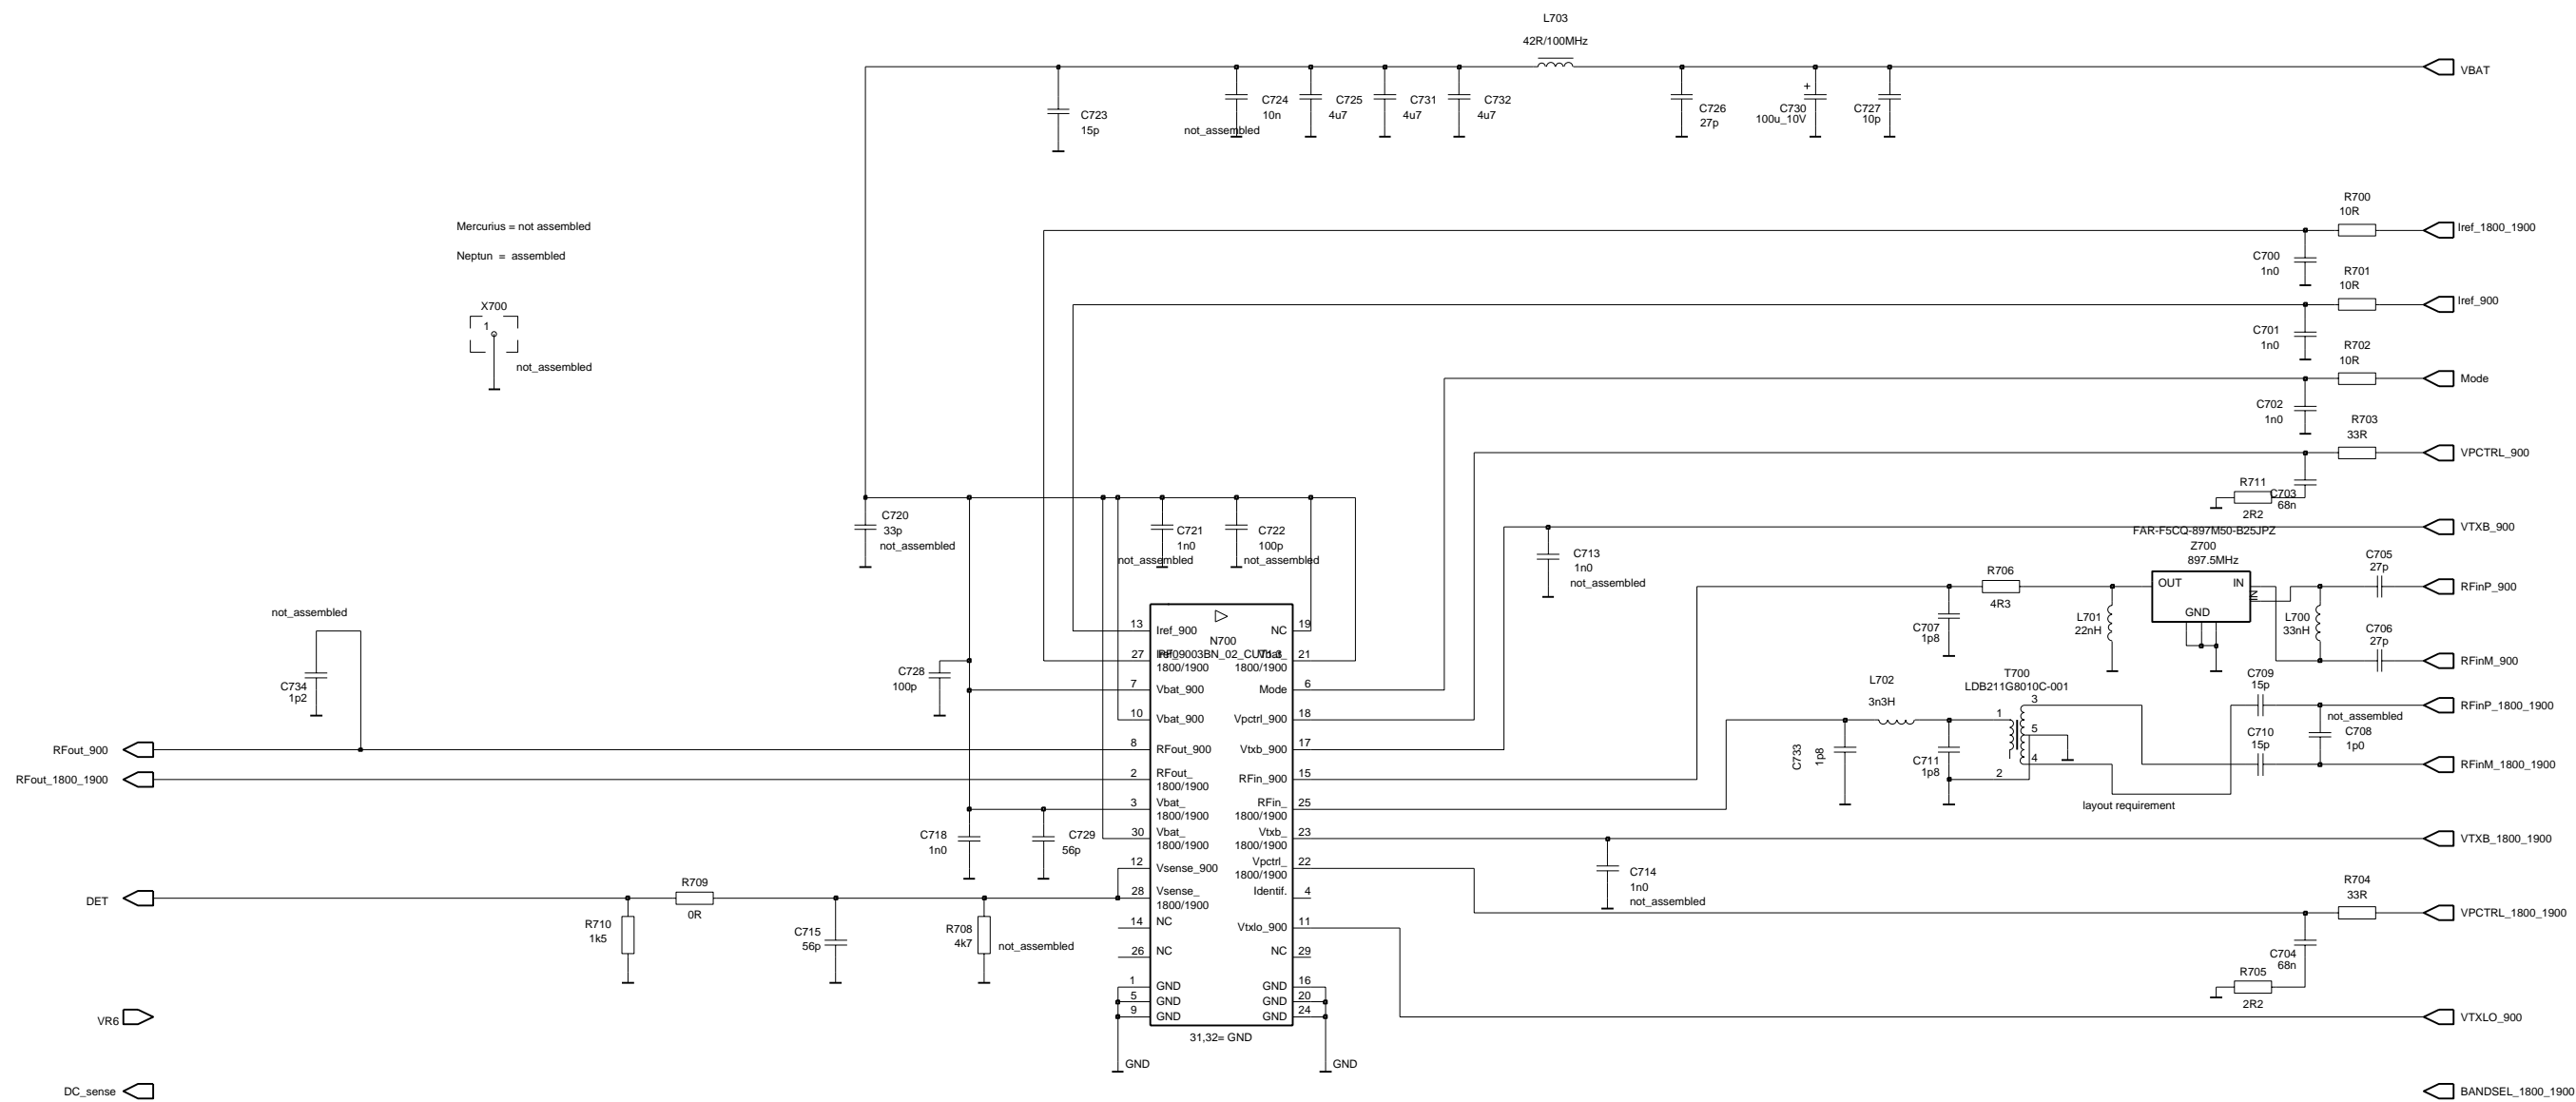 L703
42R/100MHz
VBAT
C723
15p
C724
10n
not_assembled
C725
4u7
C731
4u7
C732
4u7
C726
27p
+
C730
100u_10V
C727
10p
Mercurius = not assembled
Neptun = assembled
X700
1
not_assembled
R700
10R
Iref_1800_1900
C700
1n0
R701
10R
Iref_900
C701
1n0
R702
10R
Mode
C702
1n0
R703
33R
VPCTRL_900
R711
2R2
C703
68n
C720
33p
not_assembled
C721
1n0
not_assembled
C722
100p
not_assembled
C713
1n0
not_assembled
VTXB_900
FAR-F5CQ-897M50-B25JPZ
Z700
897.5MHz
OUT
IN
IN
GND
C705
27p
RFinP_900
R706
4R3
C707
1p8
L701
22nH
L700
33nH
C706
27p
RFinM_900
not_assembled
C734
1p2
C728
100p
L702
3n3H
T700
LDB211G8010C-001
1
2
3
5
4
C733
1p8
C711
1p8
C709
15p
RFinP_1800_1900
not_assembled
C708
1p0
C710
15p
RFinM_1800_1900
layout requirement
RFout_900
RFout_1800_1900
N700
13 Iref_900
27
1800/1900
7 Vbat_900
10 Vbat_900
8 RFout_900
2 RFout_
1800/1900
3 Vbat_
1800/1900
30 Vbat_
1800/1900
12 Vsense_900
28 Vsense_
1800/1900
14 NC
26 NC
1 GND
5 GND
9 GND
NC 19
21
1800/1900
Mode 6
Vpctrl_900 18
Vtxb_900 17
RFin_900 15
RFin_ 25
1800/1900
Vtxb_ 23
1800/1900
Vpctrl_ 22
1800/1900
Identif. 4
Vtxlo_900 11
NC 29
GND 16
GND 20
GND 24
31,32= GND
GND
GND
C718
1n0
C729
56p
VTXB_1800_1900
C714
1n0
not_assembled
DET
R709
0R
R710
1k5
C715
56p
R708
4k7
not_assembled
R704
33R
VPCTRL_1800_1900
C704
68n
R705
2R2
VR6
VTXLO_900
DC_sense
BANDSEL_1800_1900